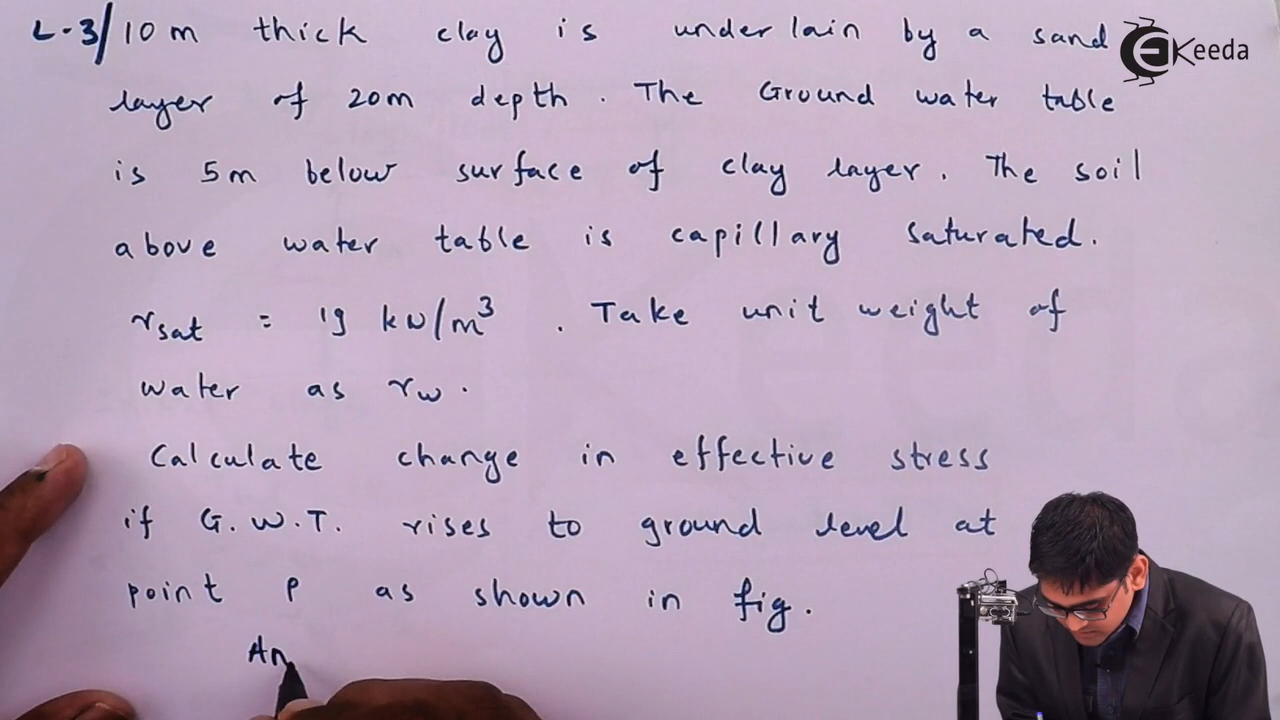 L-3/ 10 m thick clay is underlain by a sand
layer of 20m depth. The Ground water table
is 5m below surface of clay layer. The soil
above water table is capillary saturated.
rsat = 19 kN/m³. Take unit weight of
water as rw.
Calculate change in effective stress
if G.W.T. rises to ground level at
point P as shown in fig.
An
EKeeda